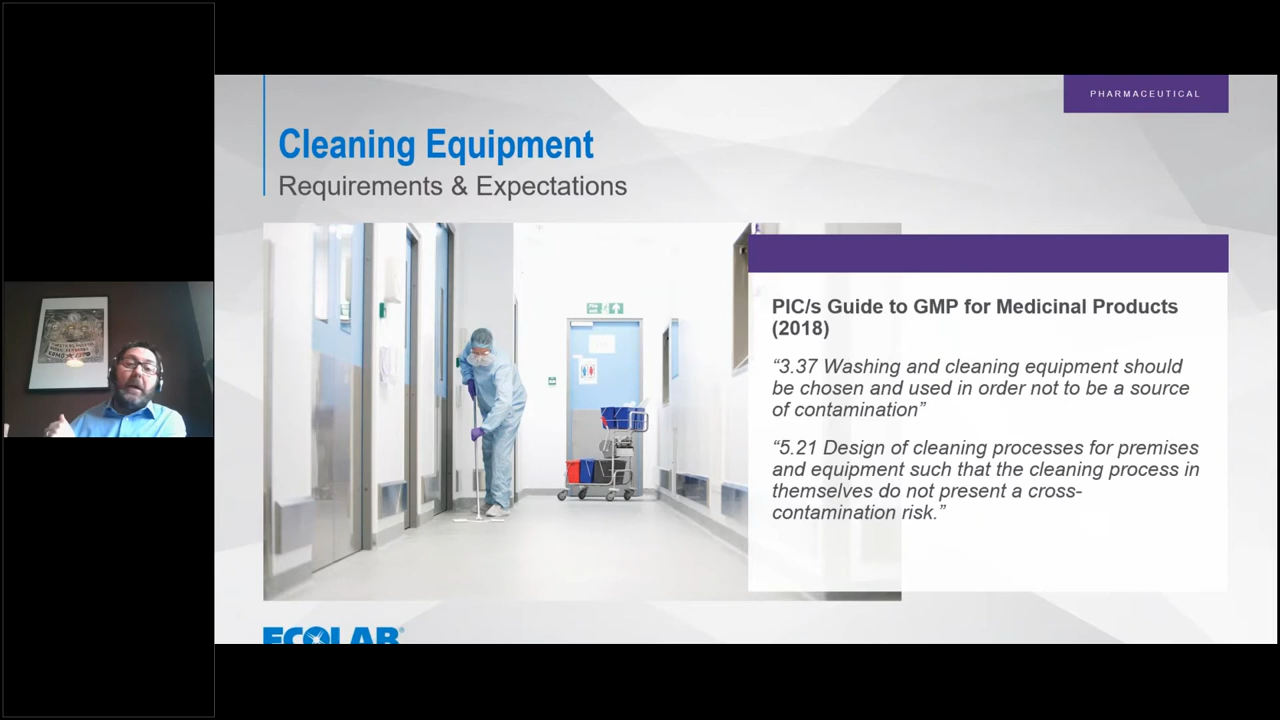 PHARMACEUTICAL
Cleaning Equipment
Requirements & Expectations
PIC/s Guide to GMP for Medicinal Products
(2018)
“3.37 Washing and cleaning equipment should
be chosen and used in order not to be a source
of contamination”
“5.21 Design of cleaning processes for premises
and equipment such that the cleaning process in
themselves do not present a cross-
contamination risk.”
ECOLAB®